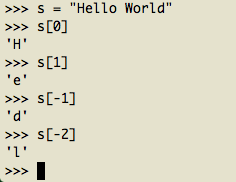 >>> s = "Hello World"
>>> s[0]
'H'
>>> s[1]
'e'
>>> s[-1]
'd'
>>> s[-2]
'l'
>>>